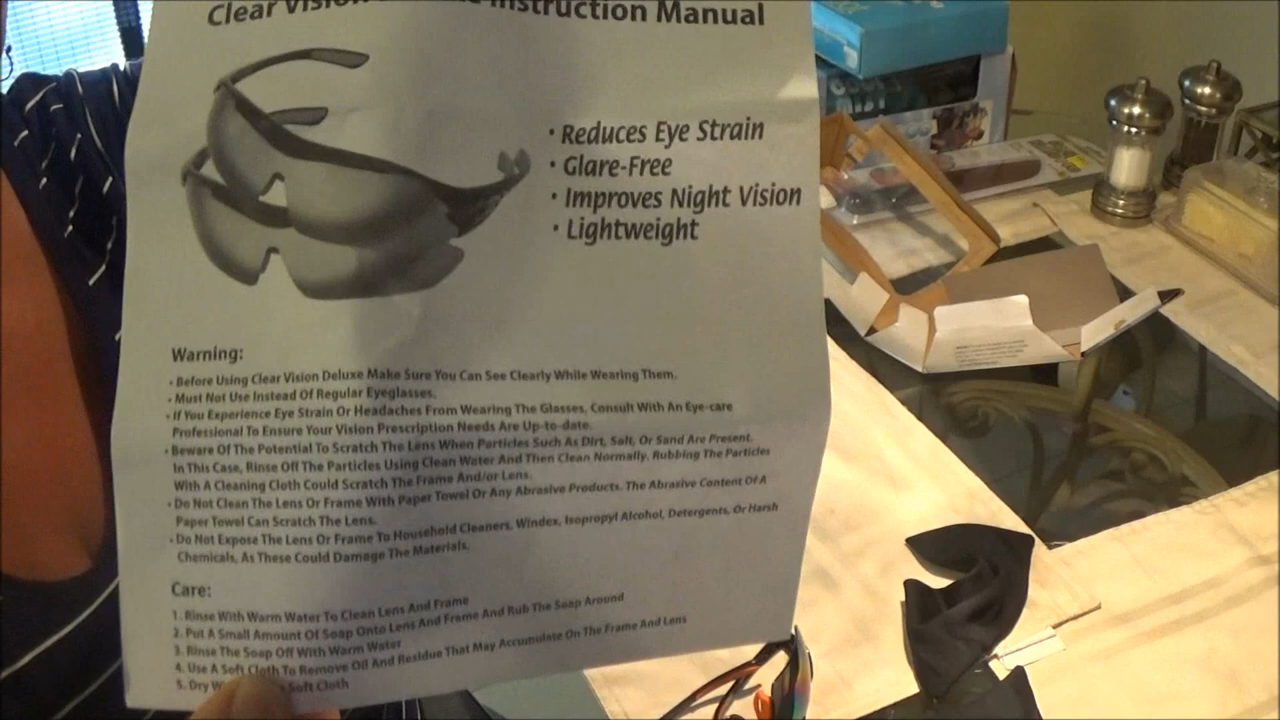 Clear Vision Instruction Manual
• Reduces Eye Strain
• Glare-Free
• Improves Night Vision
• Lightweight
Warning:
• Before Using Clear Vision Deluxe Make Sure You Can See Clearly While Wearing Them.
• Must Not Use Instead Of Regular Eyeglasses.
• If You Experience Eye Strain Or Headaches From Wearing The Glasses, Consult With An Eye-care
Professional To Ensure Your Vision Prescription Needs Are Up-to-date.
• Beware Of The Potential To Scratch The Lens When Particles Such As Dirt, Salt, Or Sand Are Present.
In This Case, Rinse Off The Particles Using Clean Water And Then Clean Normally. Rubbing The Particles
With A Cleaning Cloth Could Scratch The Frame And/or Lens.
• Do Not Clean The Lens Or Frame With Paper Towel Or Any Abrasive Products. The Abrasive Content Of A
Paper Towel Can Scratch The Lens.
• Do Not Expose The Lens Or Frame To Household Cleaners, Windex, Isopropyl Alcohol, Detergents, Or Harsh
Chemicals, As These Could Damage The Materials.
Care:
1. Rinse With Warm Water To Clean Lens And Frame
2. Put A Small Amount Of Soap Onto Lens And Frame And Rub The Soap Around
3. Rinse The Soap Off With Warm Water
4. Use A Soft Cloth To Remove Oil And Residue That May Accumulate On The Frame And Lens
5. Dry Soft Cloth